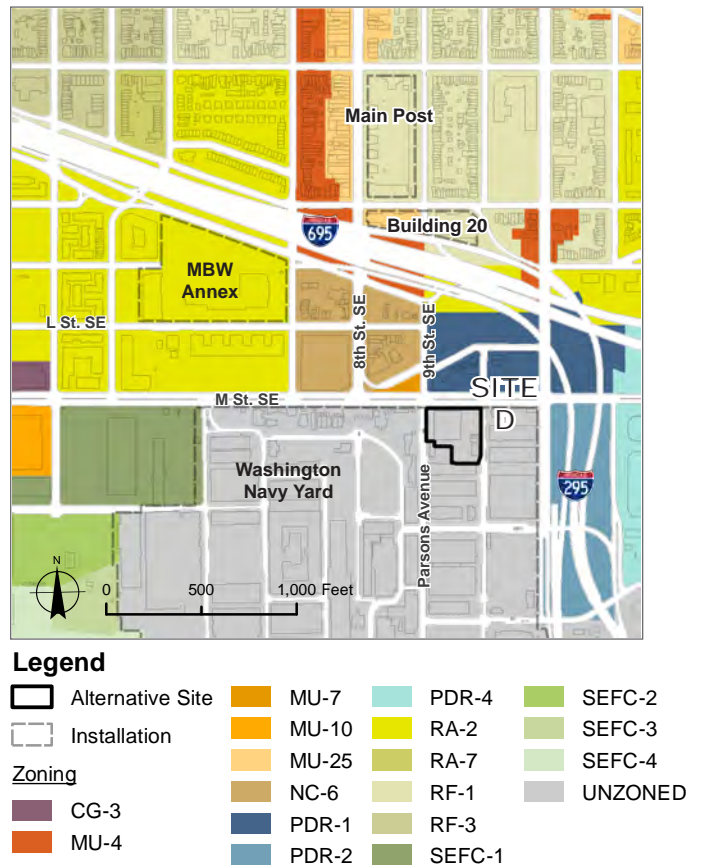 Main Post
Building 20
INTERSTATE
695
MBW
Annex
8th St. SE
9th St. SE
L St. SE
M St. SE
SITE
D
Washington
Navy Yard
Parsons Avenue
INTERSTATE
295
N
0 500 1,000 Feet
Legend
Alternative Site
Installation
Zoning
CG-3
MU-4
MU-7
MU-10
MU-25
NC-6
PDR-1
PDR-2
PDR-4
RA-2
RA-7
RF-1
RF-3
SEFC-1
SEFC-2
SEFC-3
SEFC-4
UNZONED